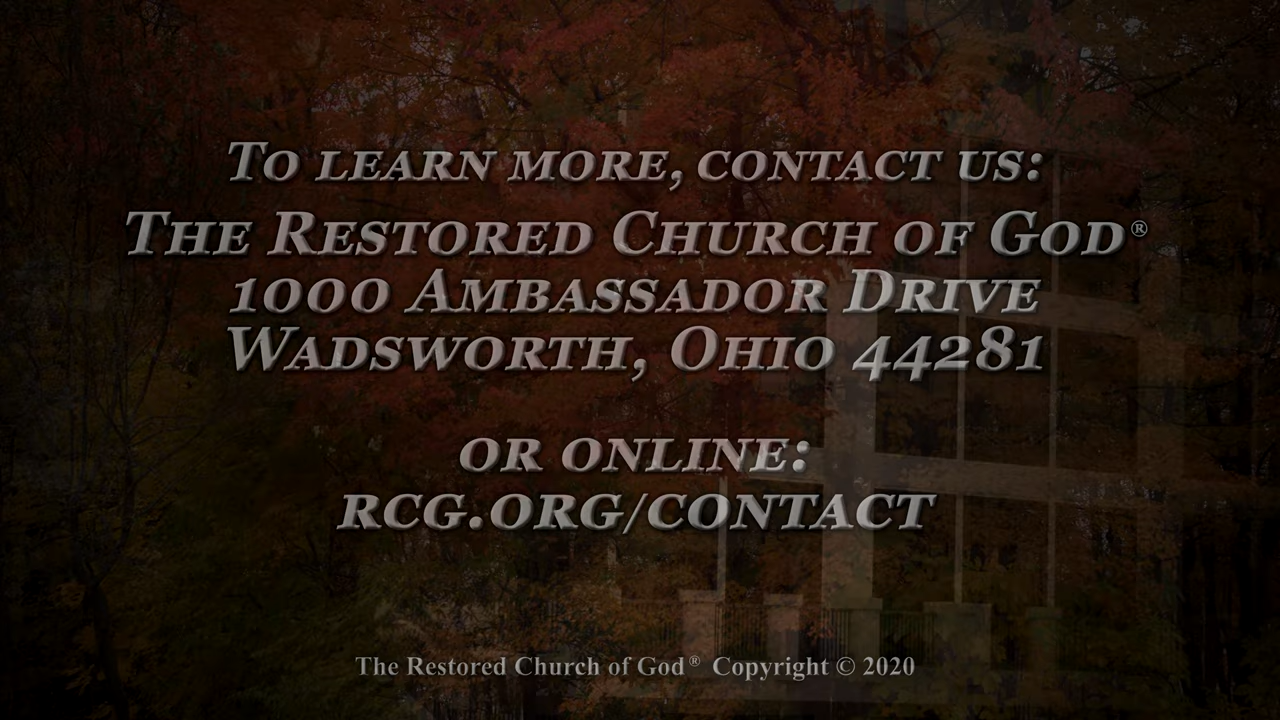 To learn more, contact us:
The Restored Church of God®
1000 Ambassador Drive
Wadsworth, Ohio 44281
or online:
rcg.org/contact
The Restored Church of God® Copyright © 2020